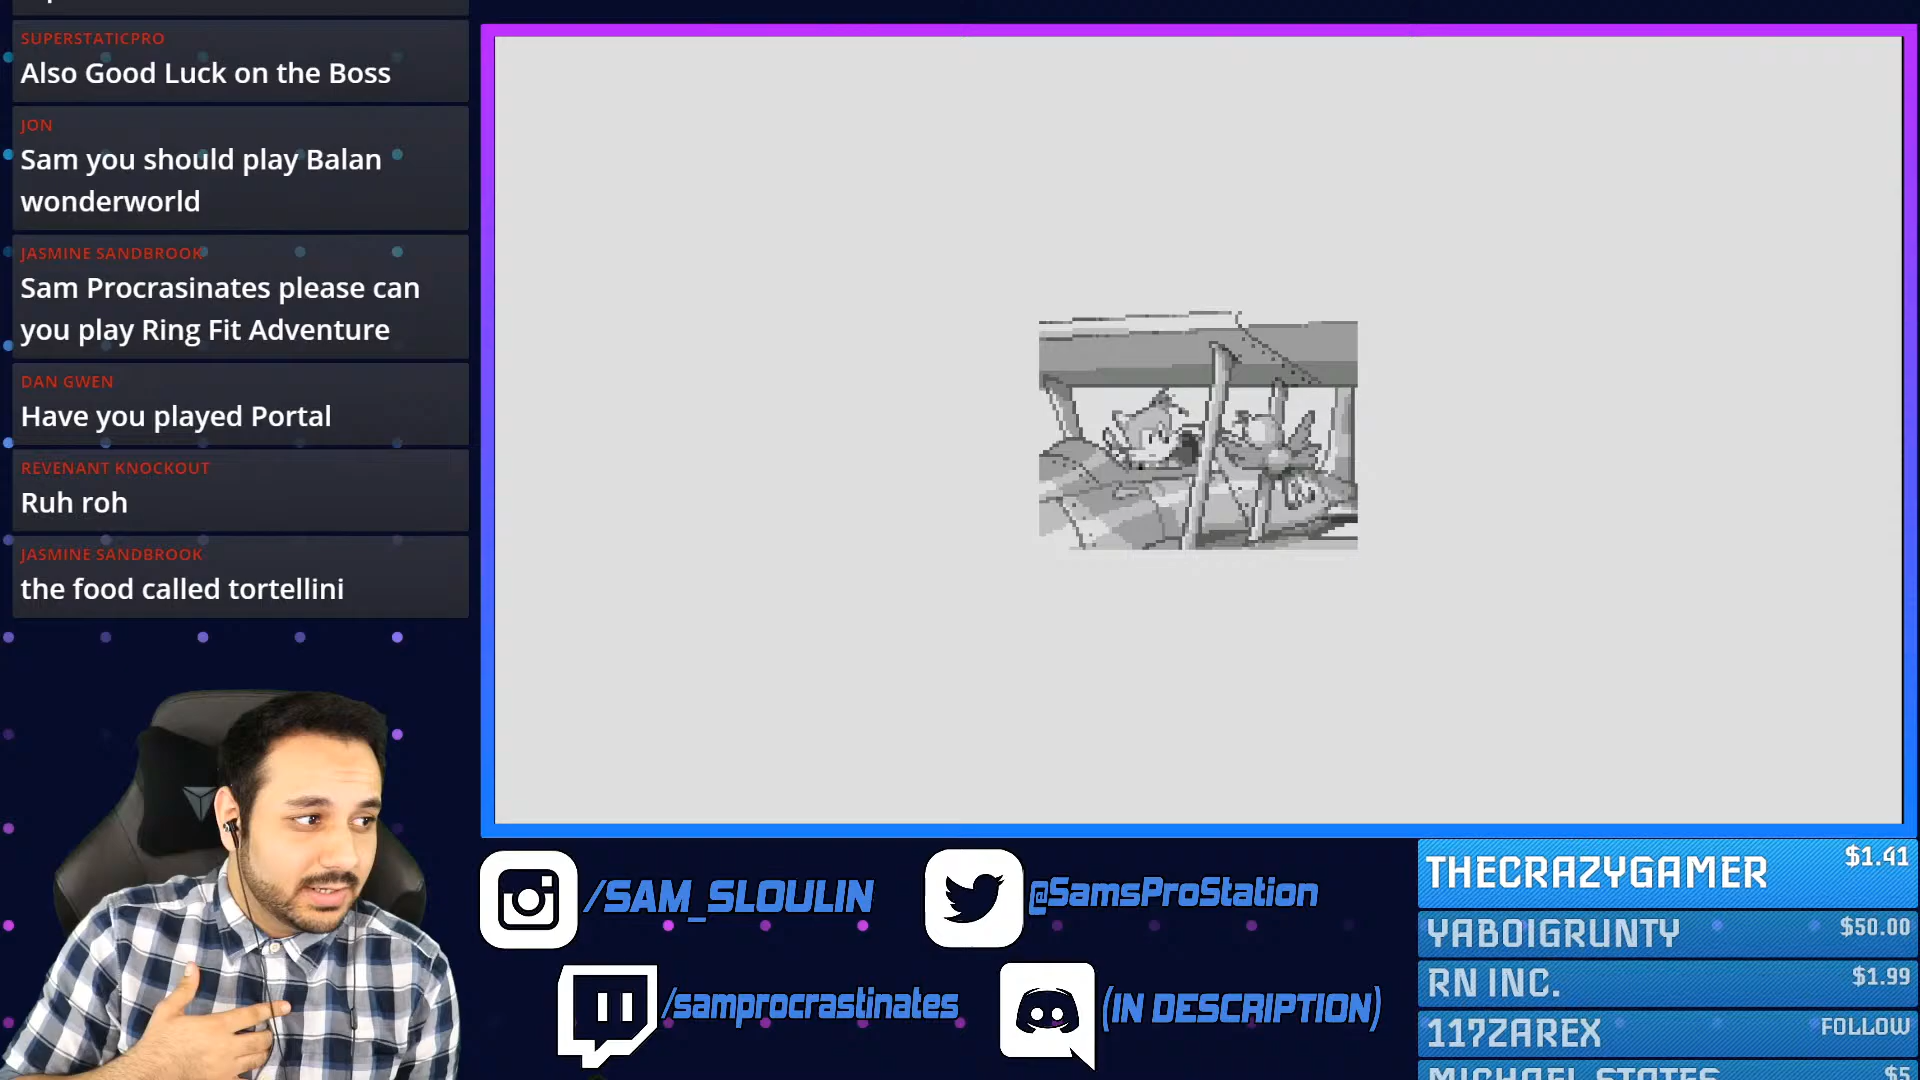 SUPERSTATICPRO
Also Good Luck on the Boss
JON
Sam you should play Balan
wonderworld
JASMINE SANDBROOK
Sam Procrasinates please can
you play Ring Fit Adventure
DAN GWEN
Have you played Portal
REVENANT KNOCKOUT
Ruh roh
JASMINE SANDBROOK
the food called tortellini
/SAM_SLOULIN
@SamsProStation
/samprocrastinates
(IN DESCRIPTION)
THECRAZYGAMER $1.41
YABOIGRUNTY $50.00
RN INC. $1.99
117ZAREX FOLLOW
MICHAEL STATES $5